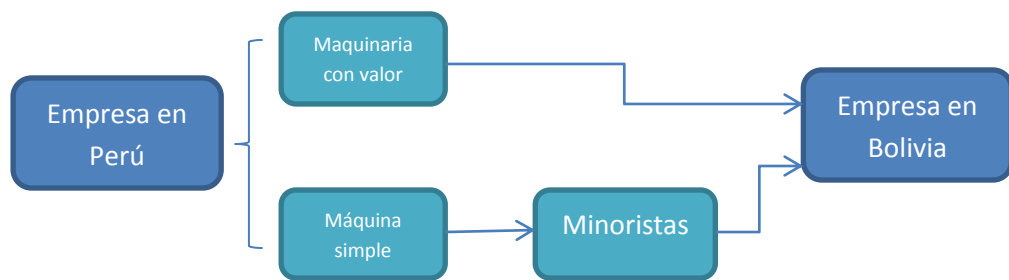 Empresa en
Perú
Maquinaria
con valor
Máquina
simple
Minoristas
Empresa en
Bolivia